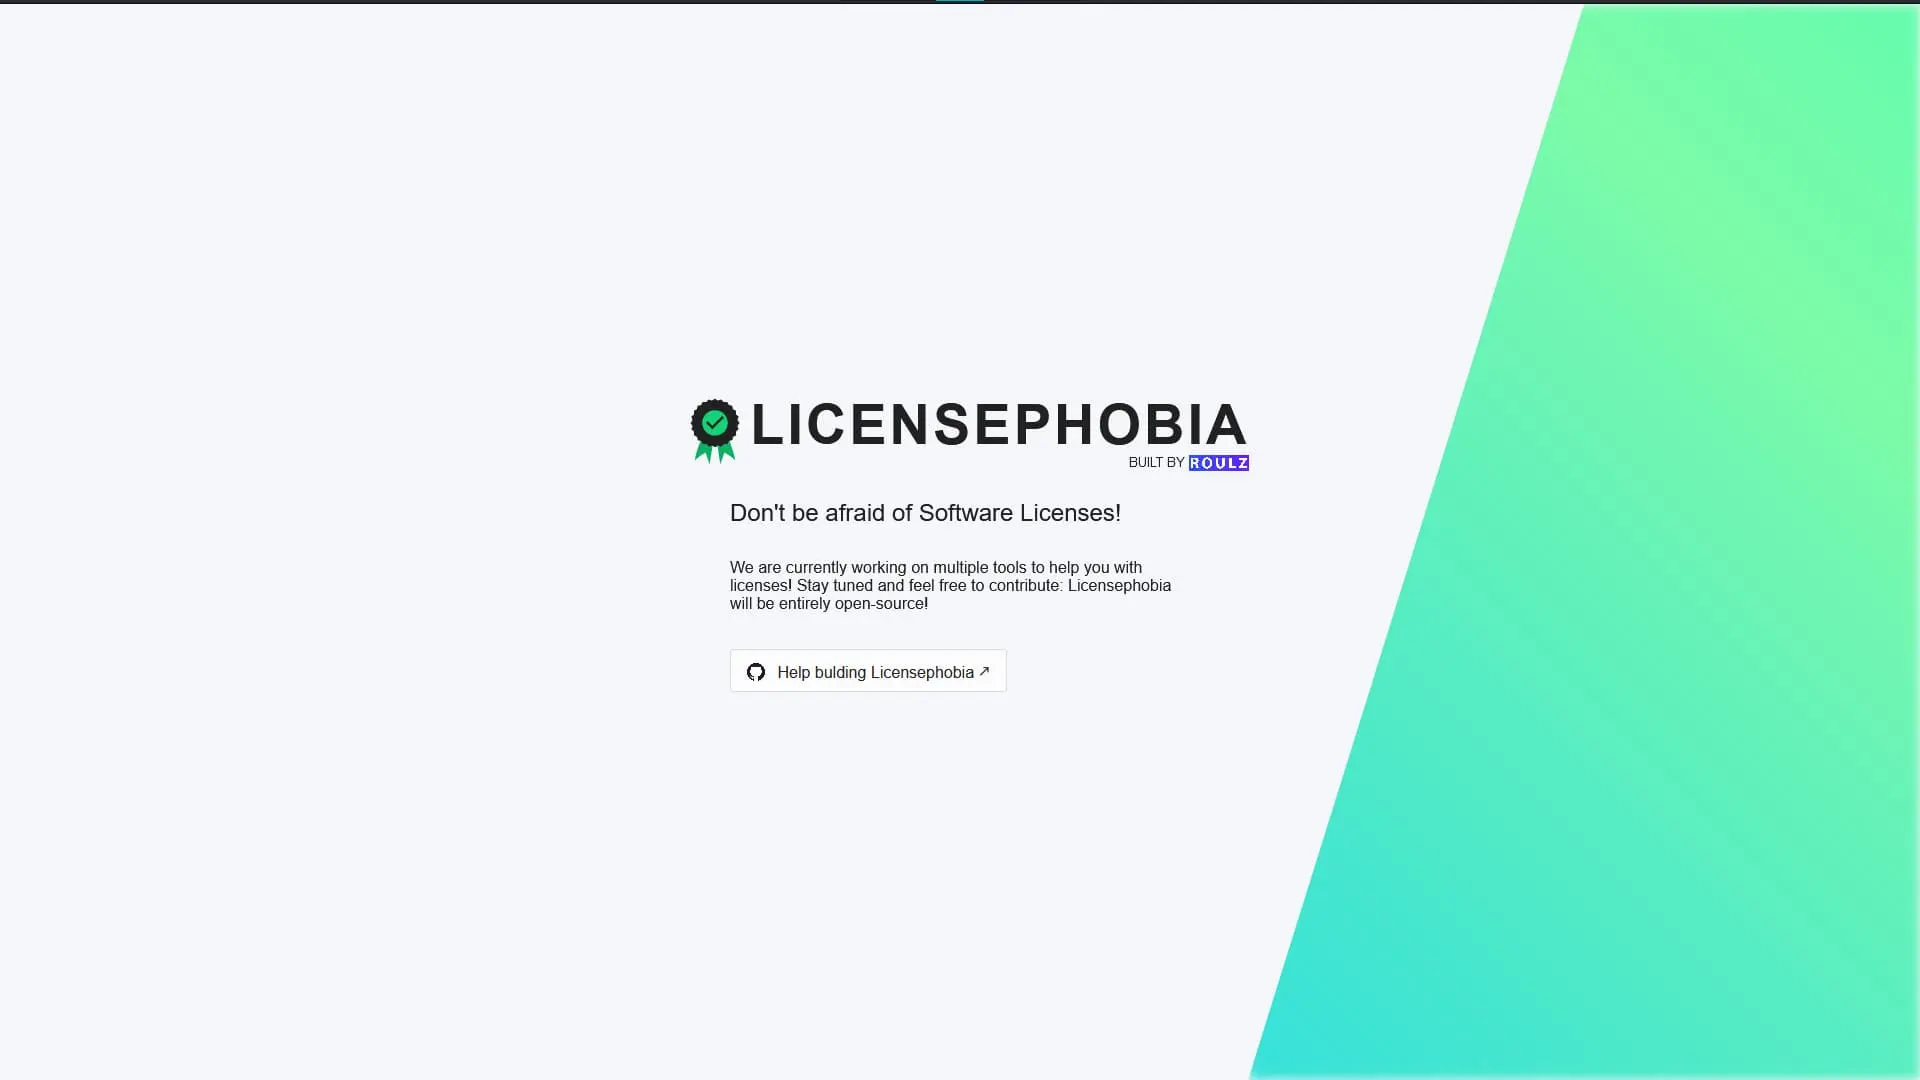 LICENSEPHOBIA
BUILT BY ROULZ
Don't be afraid of Software Licenses!
We are currently working on multiple tools to help you with
licenses! Stay tuned and feel free to contribute: Licensephobia
will be entirely open-source!
Help bulding Licensephobia ↗